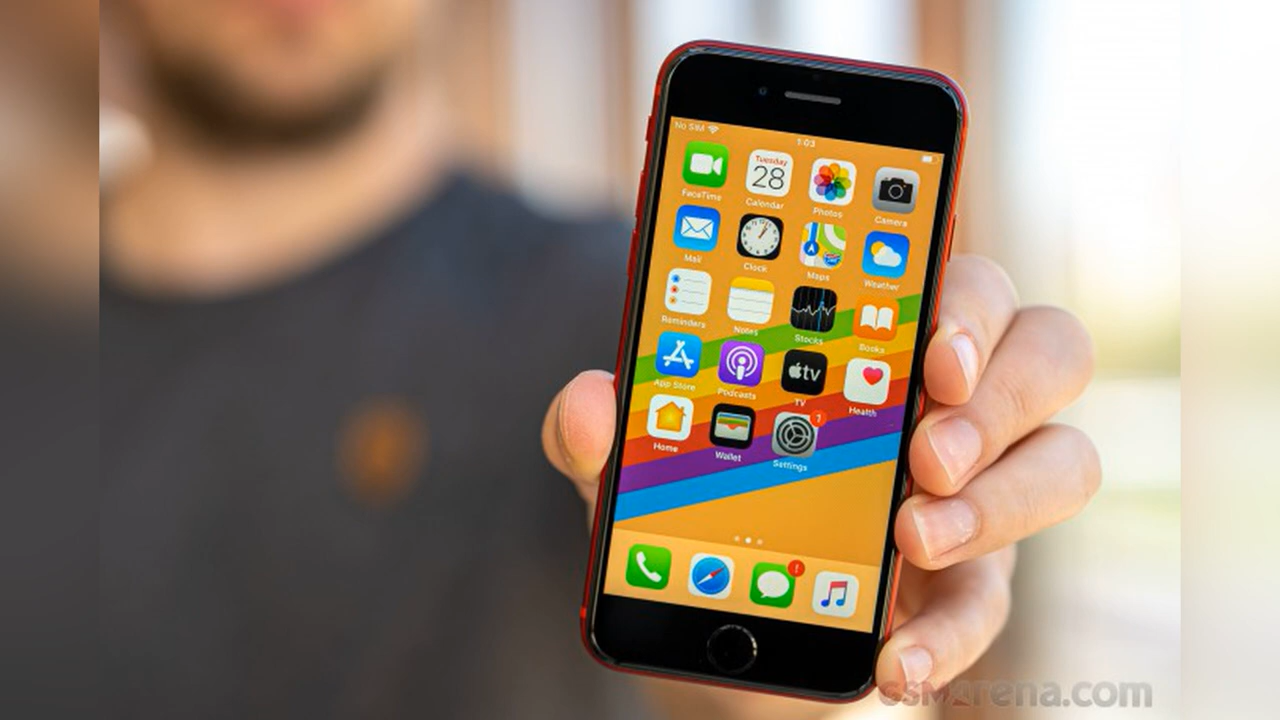 No SIM 1:03
Tuesday
28
FaceTime Calendar Photos Camera
Mail Clock Maps Weather
Reminders Notes Stocks Books
tv
App Store Podcasts TV Health
1
Home Wallet Settings
!
GSMarena.com